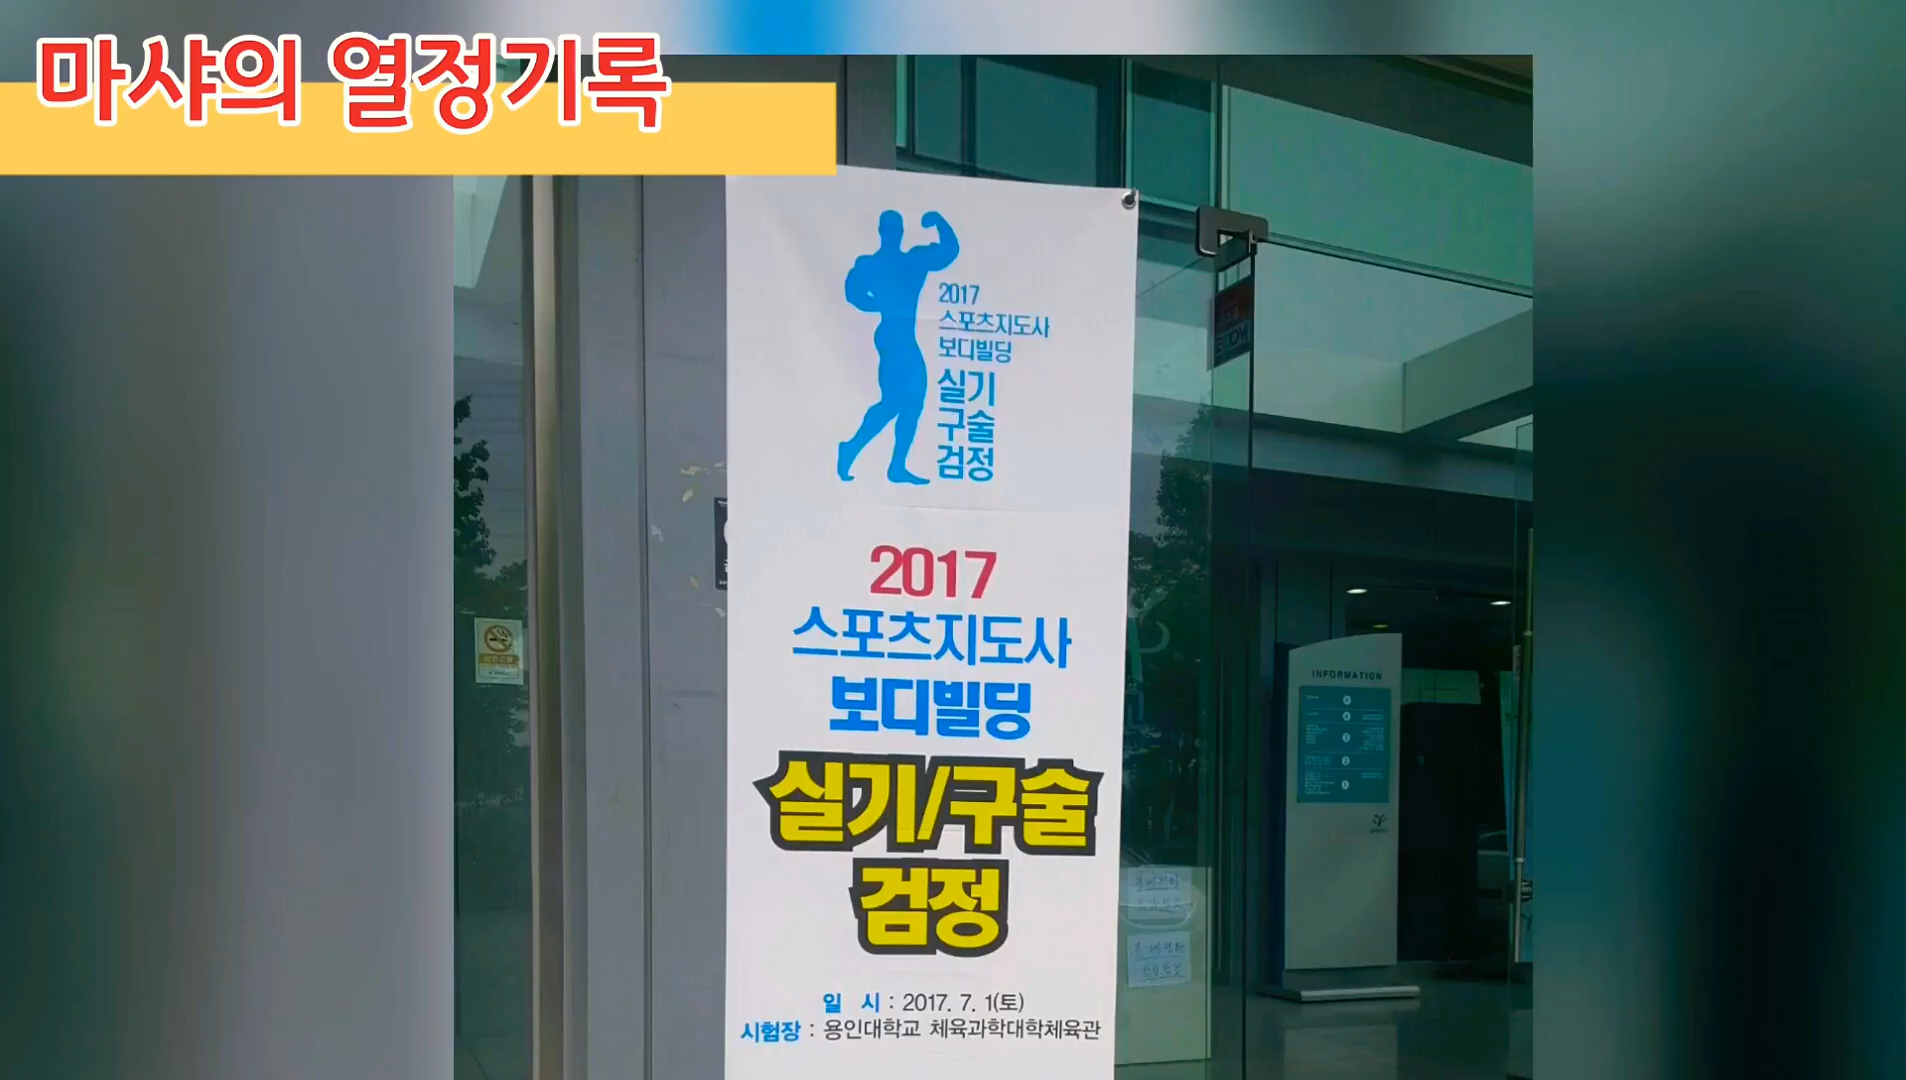 마샤의 열정기록
2017
스포츠지도사
보디빌딩
실기
구술
검정
2017
스포츠지도사
보디빌딩
실기/구술
검정
일 시 : 2017. 7. 1(토)
시험장 : 용인대학교 체육과학대학체육관
INFORMATION